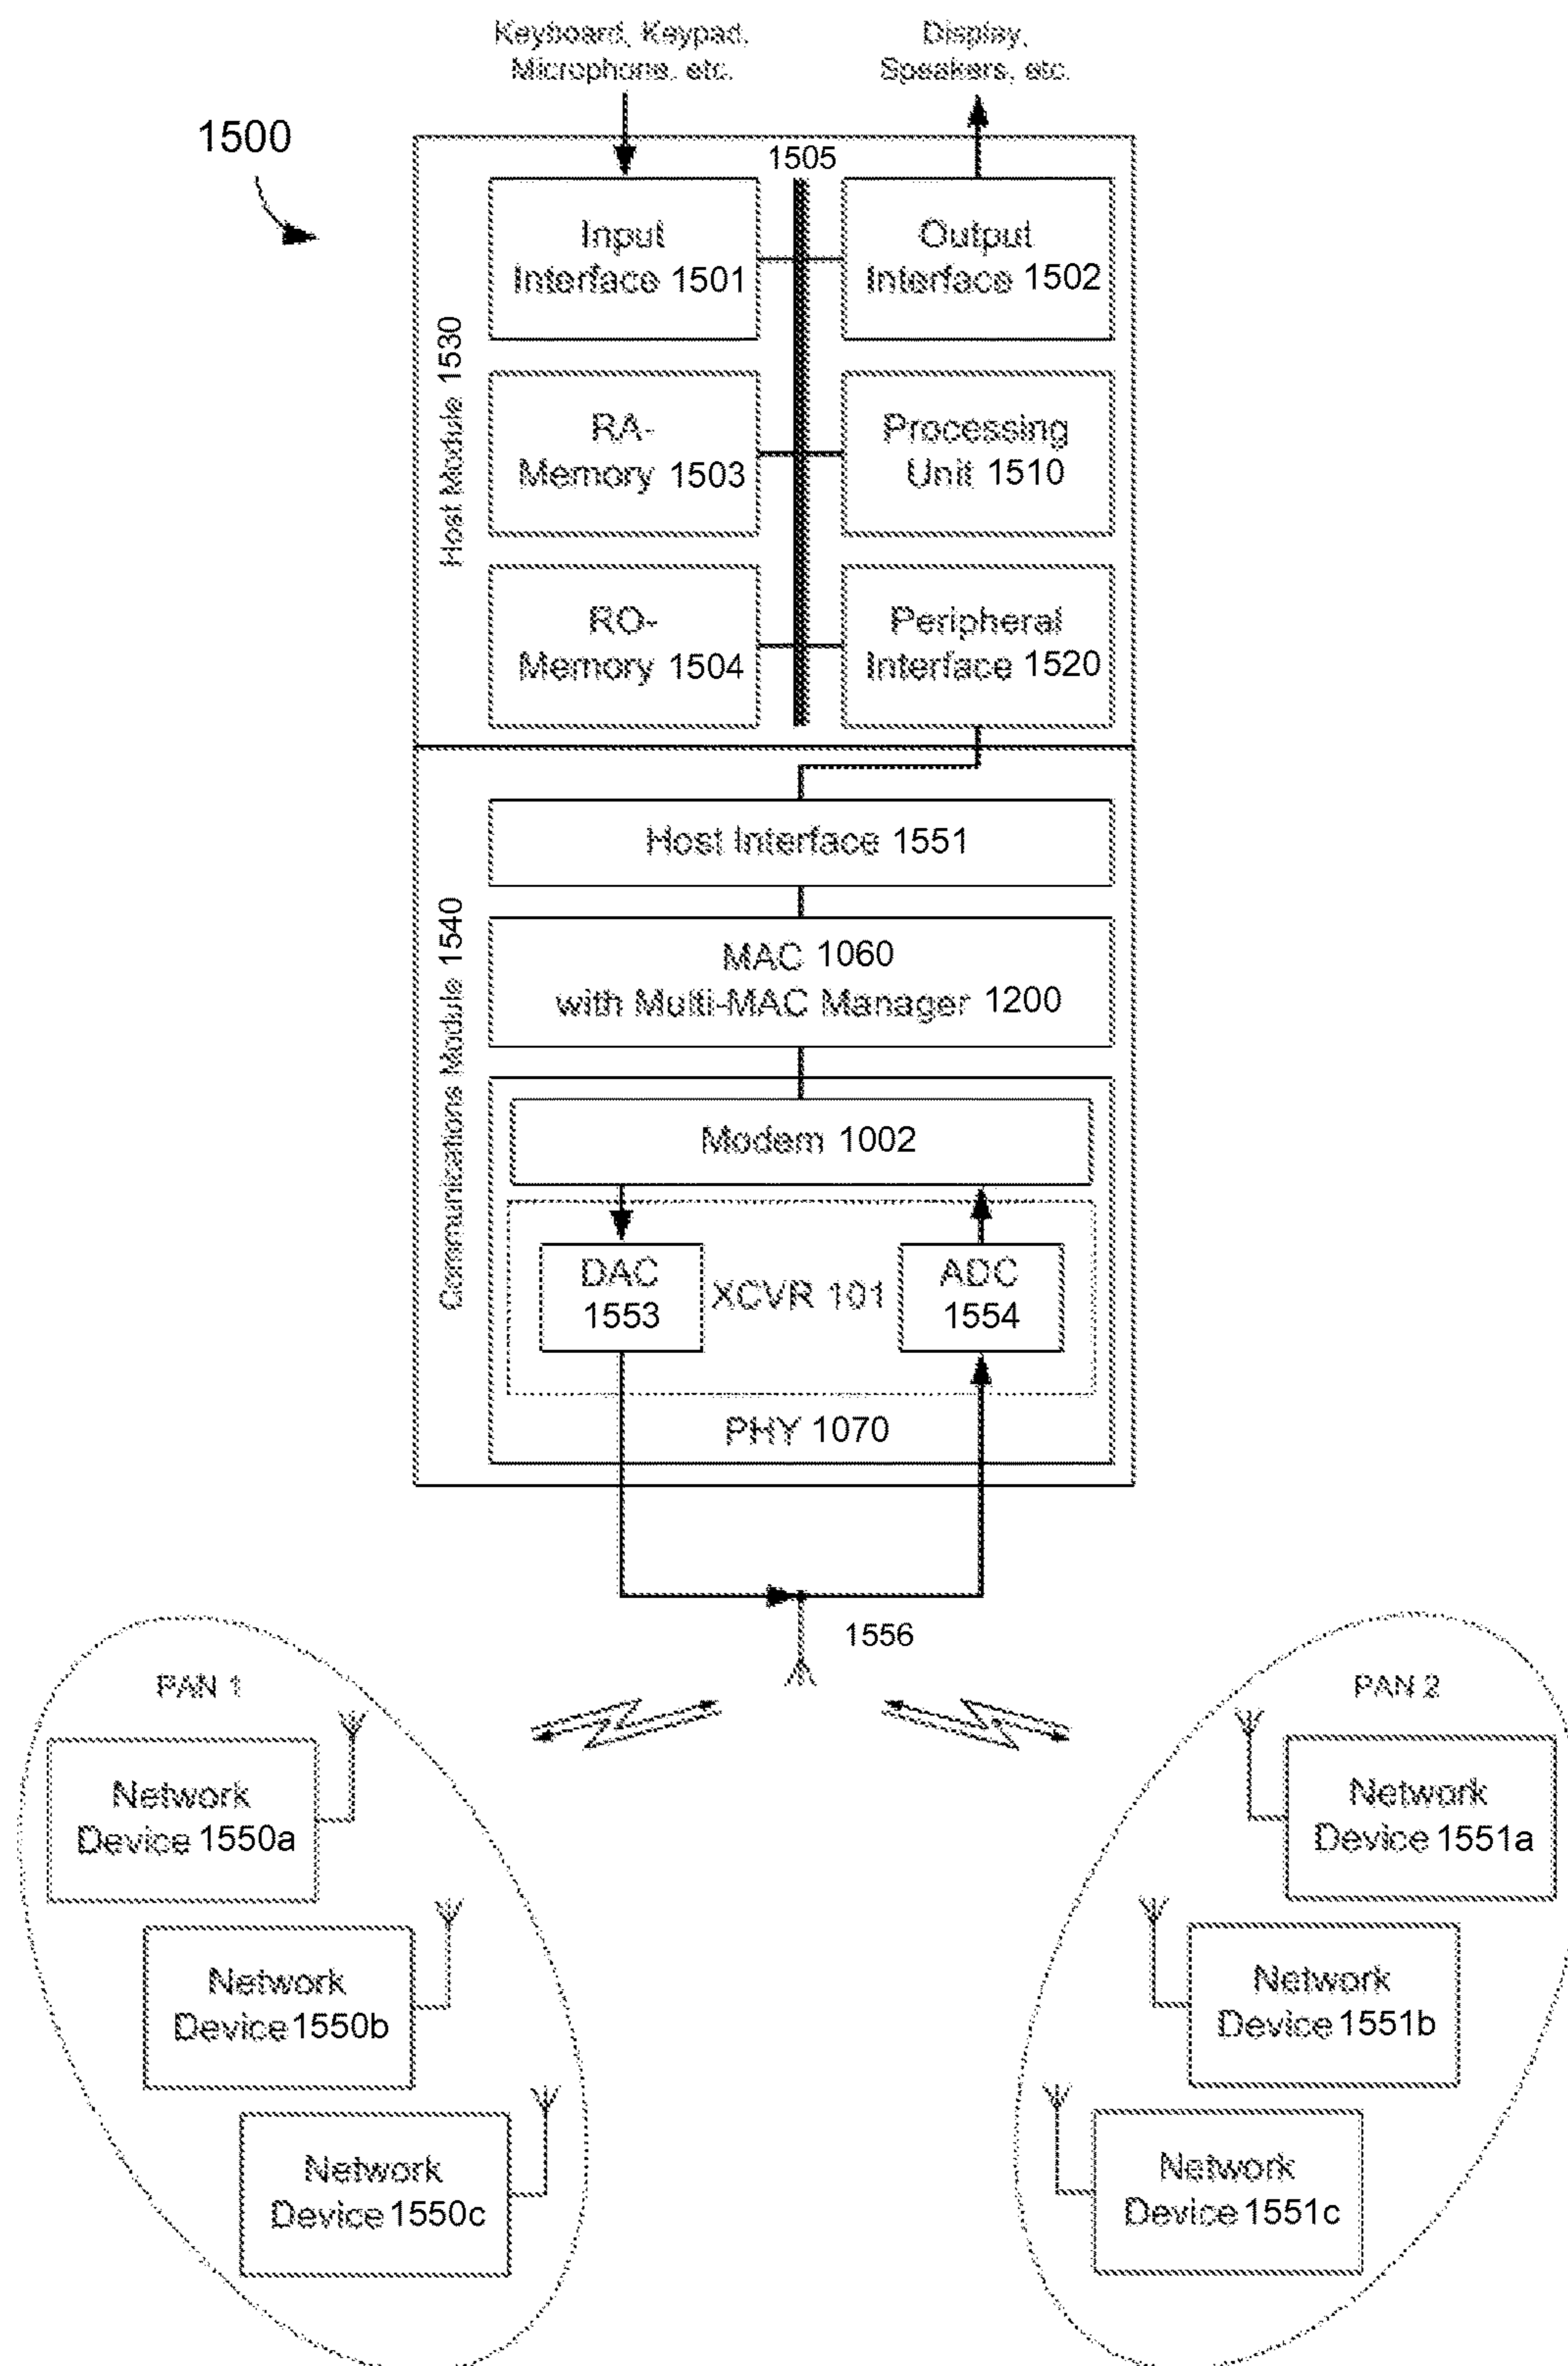 Keyboard, Keypad,
Microphone, etc.
Display,
Speakers, etc.
1500
1505
Input
Interface 1501
Output
Interface 1502
Host Module 1530
RA-
Memory 1503
Processing
Unit 1510
RO-
Memory 1504
Peripheral
Interface 1520
Communications Module 1540
Host Interface 1551
MAC 1060
with Multi-MAC Manager 1200
Modem 1002
DAC
1553
XCVR 101
ADC
1554
PHY 1070
1556
PAN 1
Network
Device 1550a
Network
Device 1550b
Network
Device 1550c
PAN 2
Network
Device 1551a
Network
Device 1551b
Network
Device 1551c